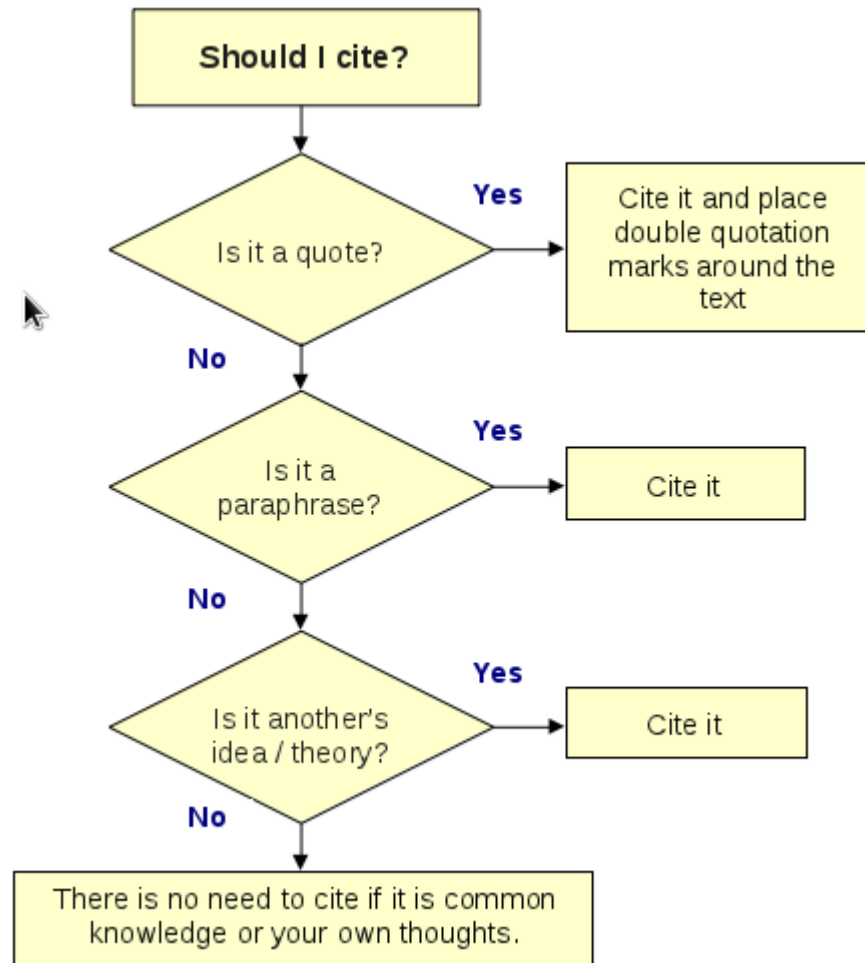 Should I cite?
Yes
Is it a quote?
Cite it and place
double quotation
marks around the
text
No
Yes
Is it a
paraphrase?
Cite it
No
Yes
Is it another's
idea / theory?
Cite it
No
There is no need to cite if it is common
knowledge or your own thoughts.